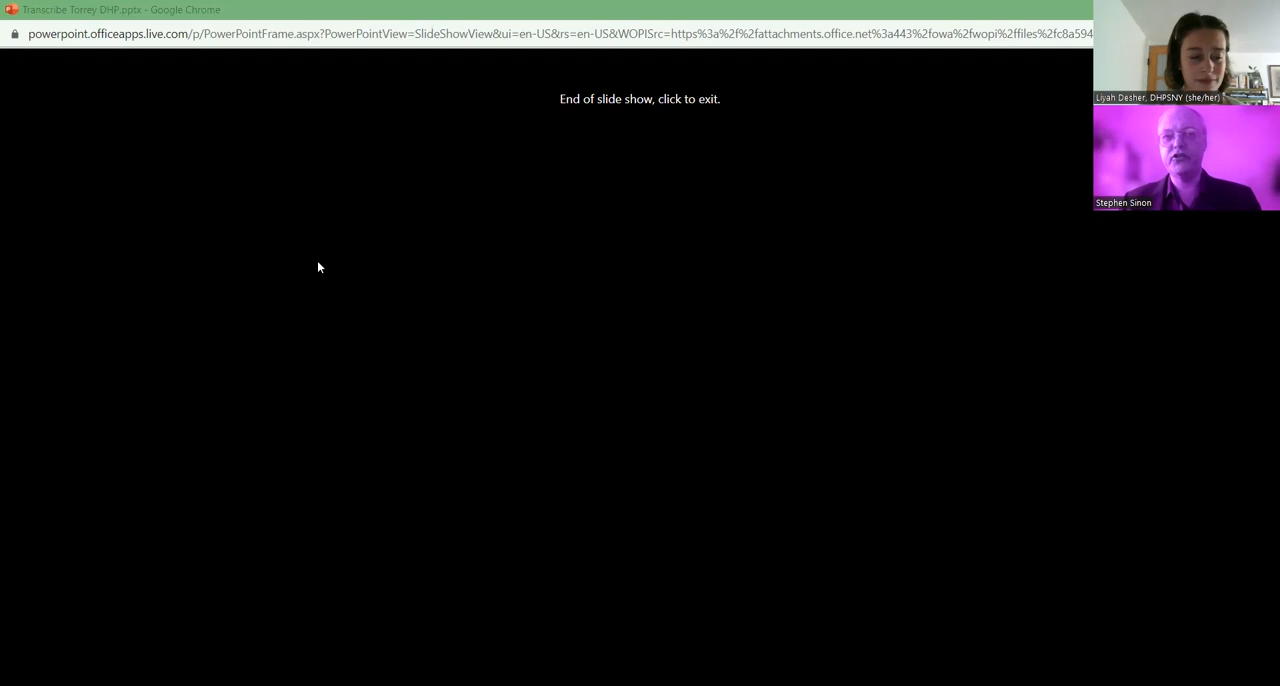 Transcribe Torrey DHP.pptx - Google Chrome
powerpoint.officeapps.live.com/p/PowerPointFrame.aspx?PowerPointView=SlideShowView&ui=en-US&rs=en-US&WOPISrc=https%3a%2f%2fattachments.office.net%3a443%2fowa%2fwopi%2ffiles%2fc8a594
End of slide show, click to exit.
Liyah Desher, DHPSNY (she/her)
Stephen Sinon